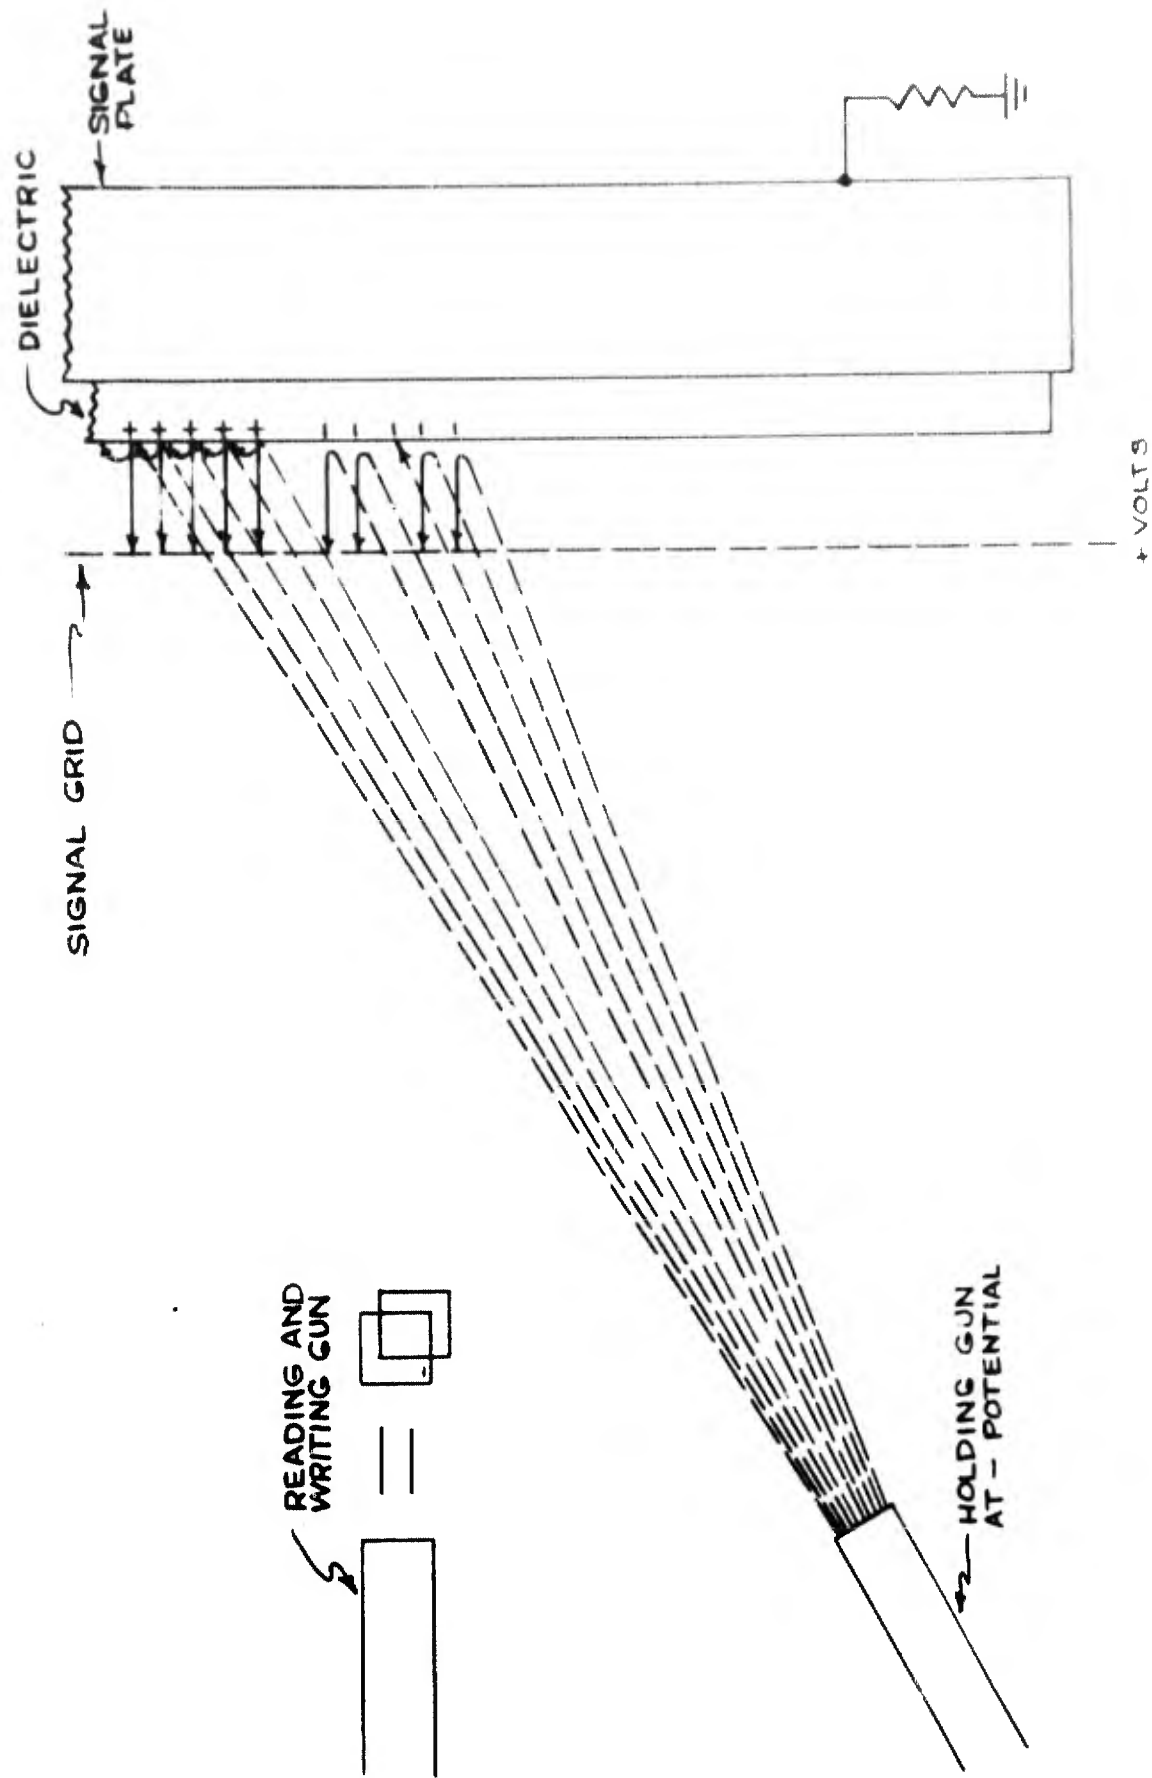 SIGNAL
PLATE
DIELECTRIC
+ + + + +
- - - - -
SIGNAL GRID
+ VOLTS
READING AND
WRITING GUN
HOLDING GUN
AT - POTENTIAL